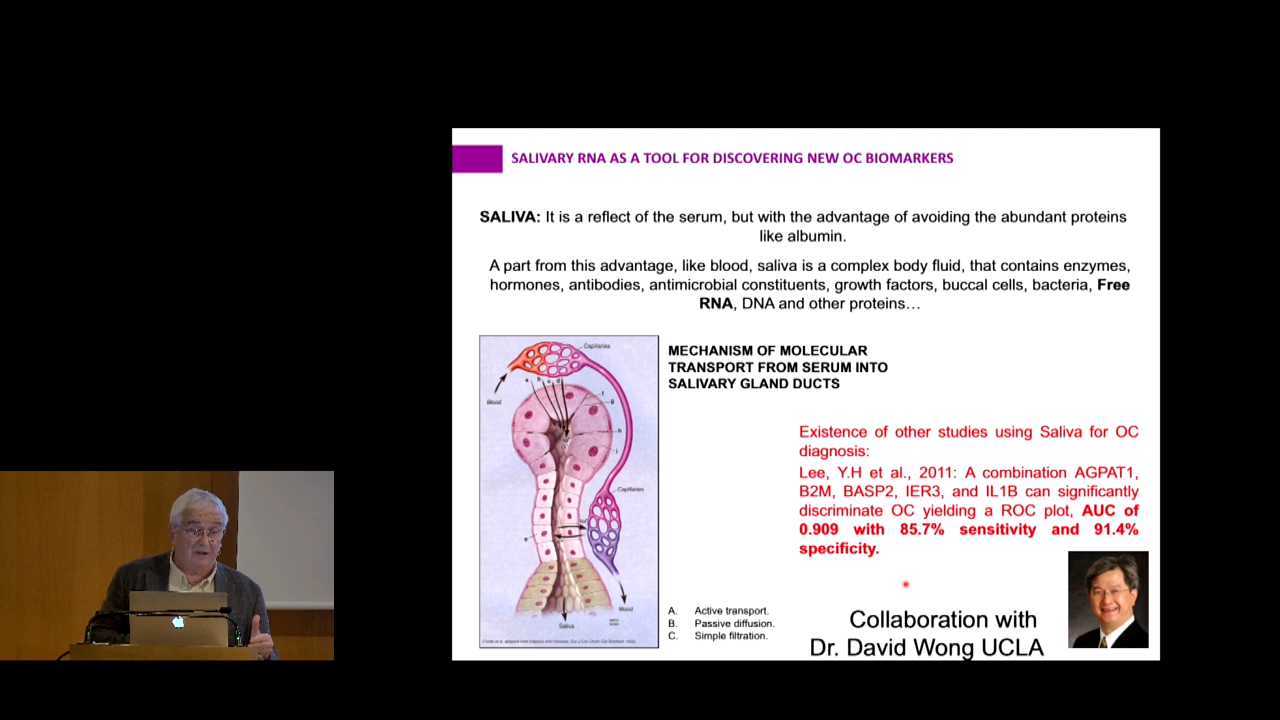 SALIVARY RNA AS A TOOL FOR DISCOVERING NEW OC BIOMARKERS
SALIVA: It is a reflect of the serum, but with the advantage of avoiding the abundant proteins
like albumin.
A part from this advantage, like blood, saliva is a complex body fluid, that contains enzymes,
hormones, antibodies, antimicrobial constituents, growth factors, buccal cells, bacteria, Free
RNA, DNA and other proteins…
MECHANISM OF MOLECULAR
TRANSPORT FROM SERUM INTO
SALIVARY GLAND DUCTS
Capillaries
Blood
Capillaries
Blood
Saliva
Existence of other studies using Saliva for OC
diagnosis:
Lee, Y.H et al., 2011: A combination AGPAT1,
B2M, BASP2, IER3, and IL1B can significantly
discriminate OC yielding a ROC plot, AUC of
0.909 with 85.7% sensitivity and 91.4%
specificity.
A. Active transport.
B. Passive diffusion.
C. Simple filtration.
Collaboration with
Dr. David Wong UCLA